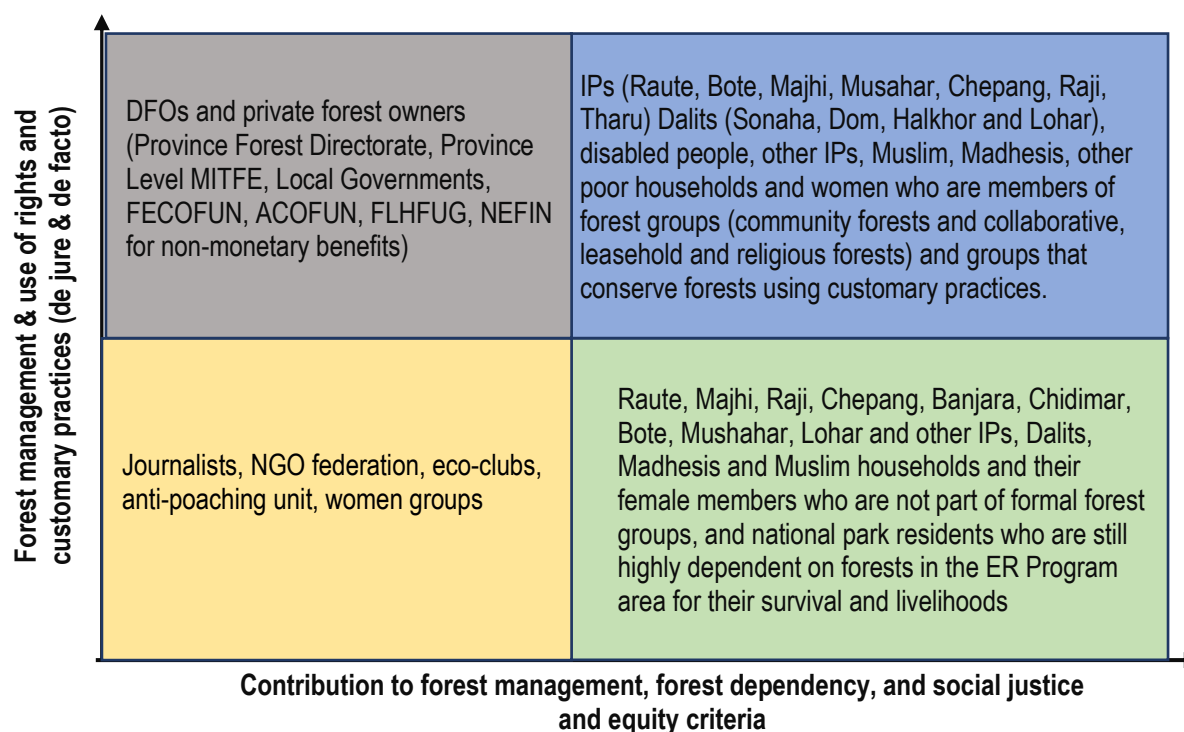 Forest management & use of rights and
customary practices (de jure & de facto)
DFOs and private forest owners
(Province Forest Directorate, Province
Level MITFE, Local Governments,
FECOFUN, ACOFUN, FLHFUG, NEFIN
for non-monetary benefits)
IPs (Raute, Bote, Majhi, Musahar, Chepang, Raji,
Tharu) Dalits (Sonaha, Dom, Halkhor and Lohar),
disabled people, other IPs, Muslim, Madhesis, other
poor households and women who are members of
forest groups (community forests and collaborative,
leasehold and religious forests) and groups that
conserve forests using customary practices.
Journalists, NGO federation, eco-clubs,
anti-poaching unit, women groups
Raute, Majhi, Raji, Chepang, Banjara, Chidimar,
Bote, Mushahar, Lohar and other IPs, Dalits,
Madhesis and Muslim households and their
female members who are not part of formal forest
groups, and national park residents who are still
highly dependent on forests in the ER Program
area for their survival and livelihoods
Contribution to forest management, forest dependency, and social justice
and equity criteria